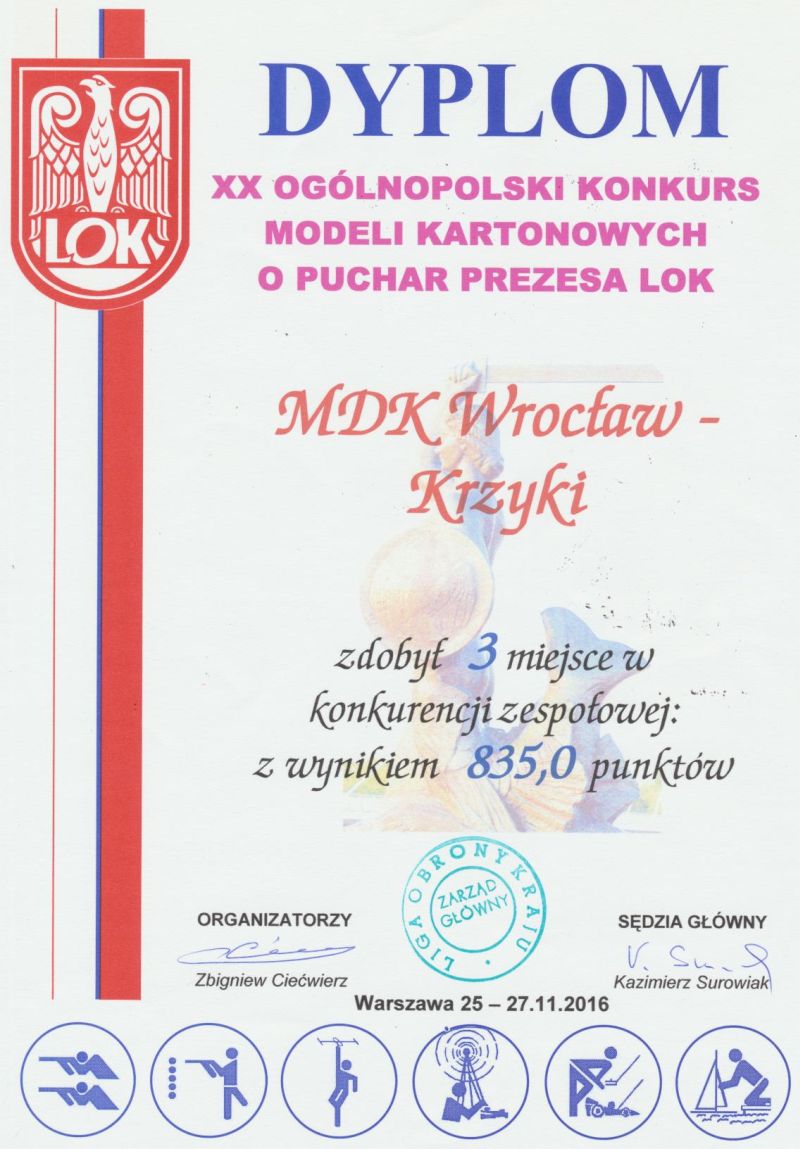 DYPLOM
XX OGÓLNOPOLSKI KONKURS
MODELI KARTONOWYCH
O PUCHAR PREZESA LOK
LOK
MDK Wrocław -
Krzyki
zdobył 3 miejsce w
konkurencji zespołowej:
z wynikiem 835,0 punktów
LIGA OBRONY KRAJU
ZARZĄD
GŁÓWNY
ORGANIZATORZY
Zbigniew Ciećwierz
SĘDZIA GŁÓWNY
Kazimierz Surowiak
Warszawa 25 – 27.11.2016